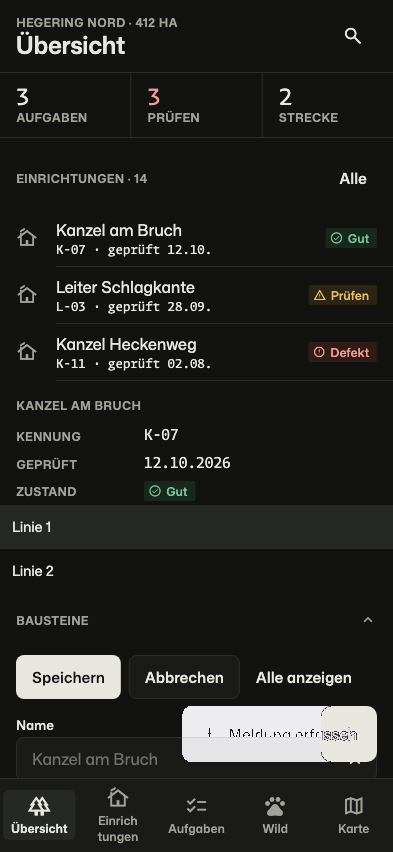 HEGERING NORD · 412 HA
Übersicht
3
AUFGABEN
3
PRÜFEN
2
STRECKE
EINRICHTUNGEN · 14
Alle
Kanzel am Bruch
K-07 · geprüft 12.10.
Gut
Leiter Schlagkante
L-03 · geprüft 28.09.
Prüfen
Kanzel Heckenweg
K-11 · geprüft 02.08.
Defekt
KANZEL AM BRUCH
KENNUNG
K-07
GEPRÜFT
12.10.2026
ZUSTAND
Gut
Linie 1
Linie 2
BAUSTEINE
Speichern
Abbrechen
Alle anzeigen
Name
Meldung erfassen
Kanzel am Bruch
Übersicht
Einrich
tungen
Aufgaben
Wild
Karte